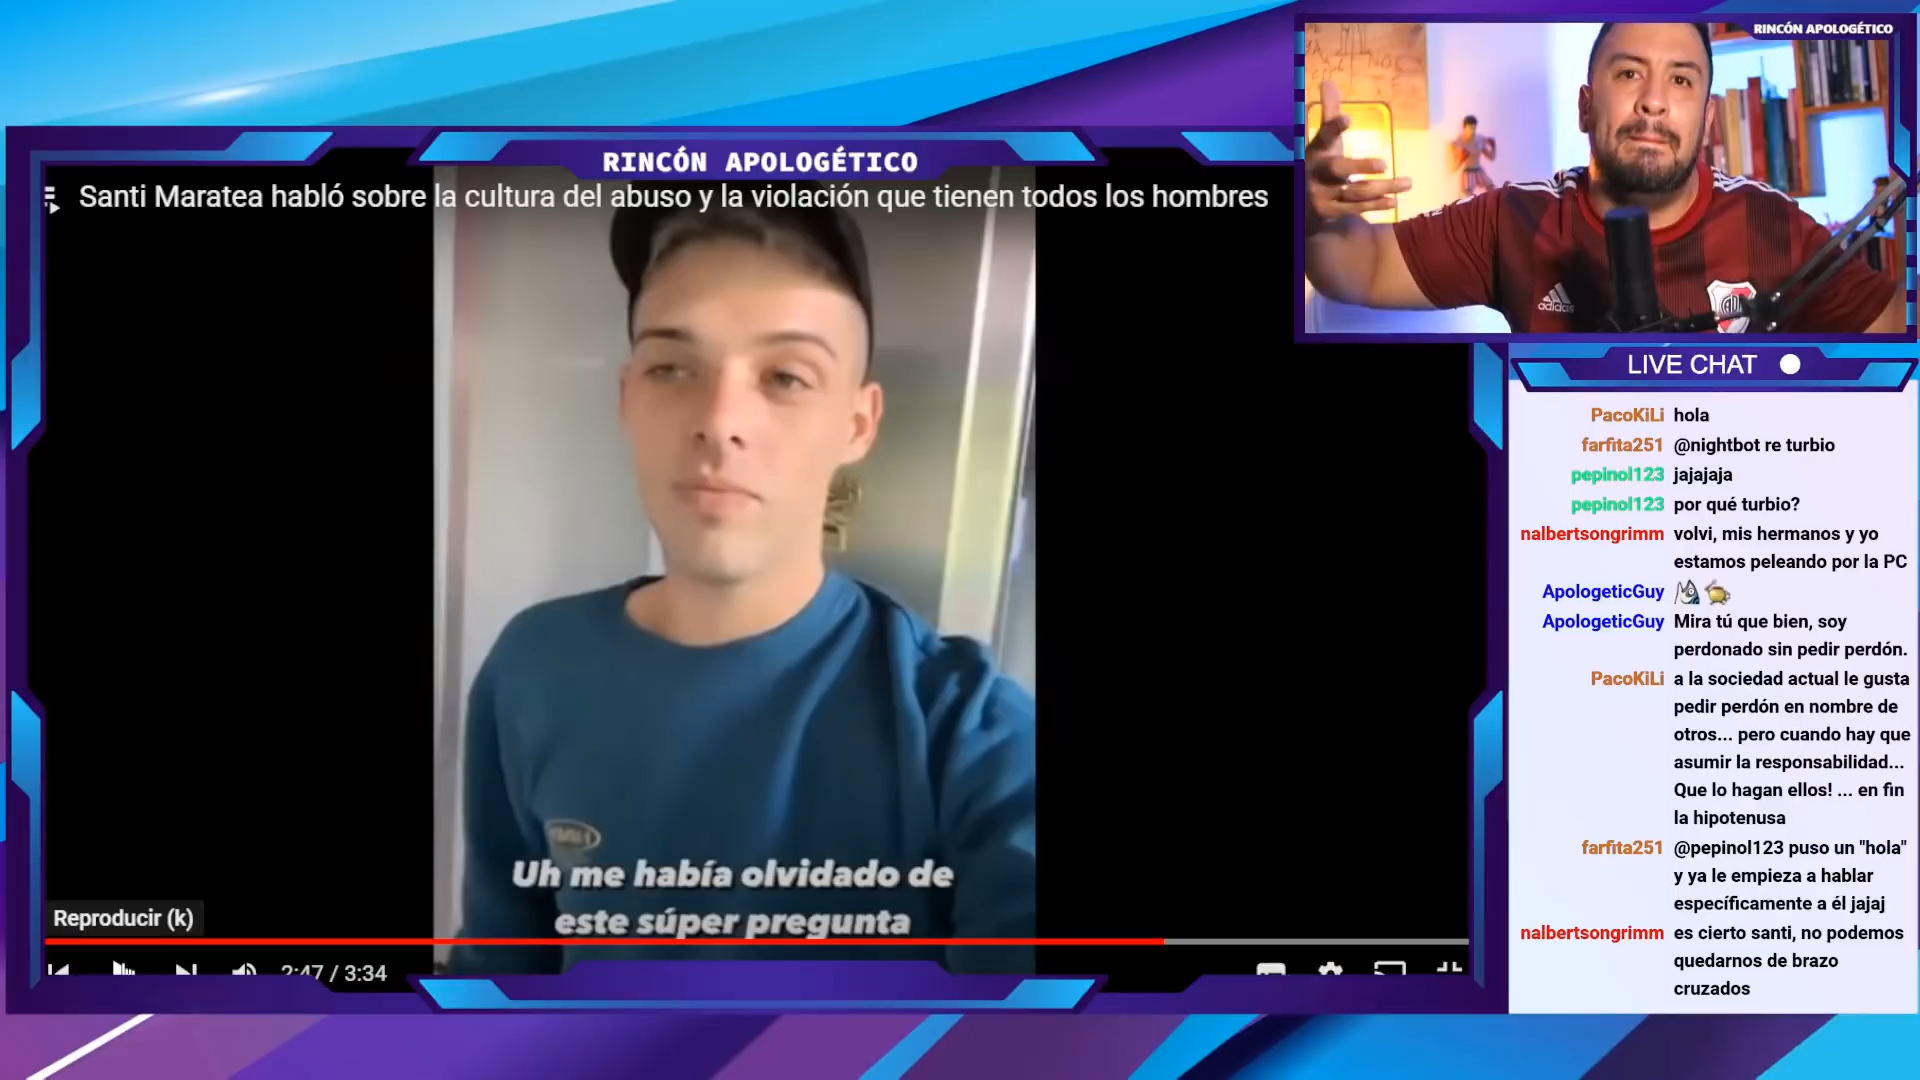 RINCÓN APOLOGÉTICO
RINCÓN APOLOGÉTICO
Santi Maratea habló sobre la cultura del abuso y la violación que tienen todos los hombres
adidas
LIVE CHAT
PacoKiLi hola
farfita251 @nightbot re turbio
pepinol123 jajajaja
pepinol123 por qué turbio?
nalbertsongrimm volvi, mis hermanos y yo
estamos peleando por la PC
ApologeticGuy
ApologeticGuy Mira tú que bien, soy
perdonado sin pedir perdón.
PacoKiLi a la sociedad actual le gusta
pedir perdón en nombre de
otros... pero cuando hay que
asumir la responsabilidad...
Que lo hagan ellos! ... en fin
la hipotenusa
farfita251 @pepinol123 puso un "hola"
y ya le empieza a hablar
específicamente a él jajaj
nalbertsongrimm es cierto santi, no podemos
quedarnos de brazo
cruzados
Uh me había olvidado de
este súper pregunta
Reproducir (k)
2:47 / 3:34